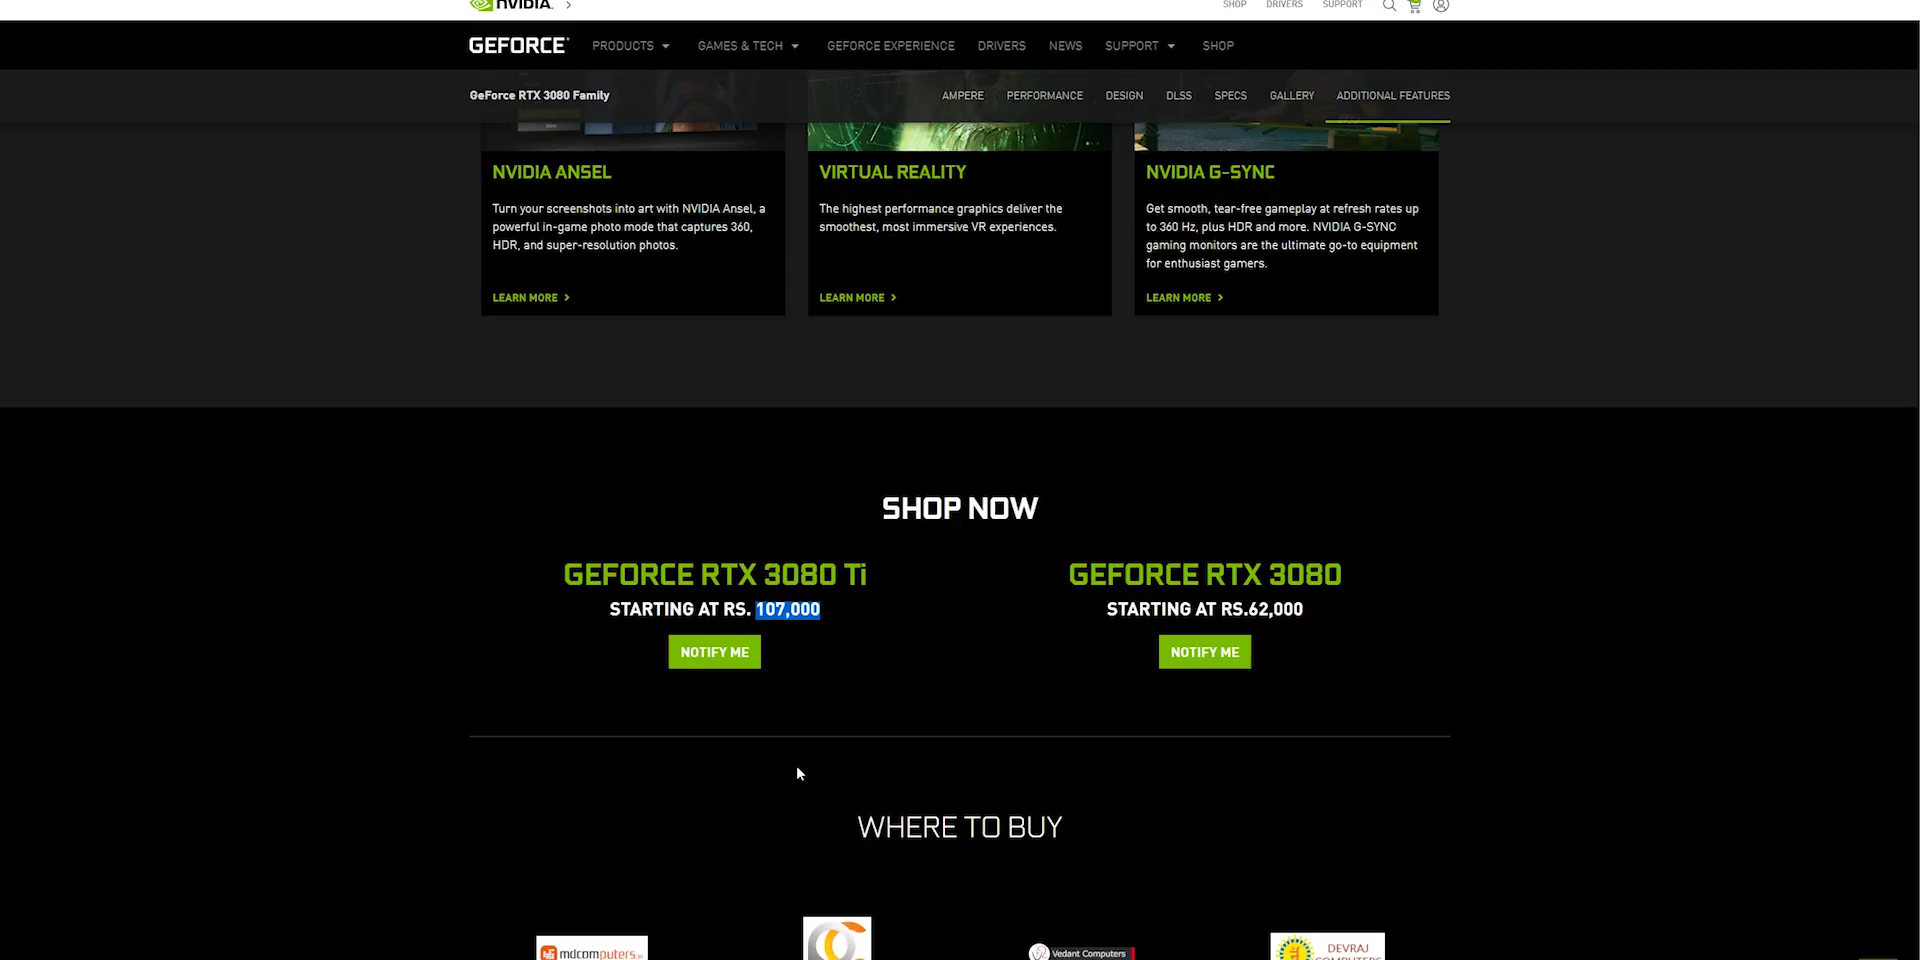 NVIDIA.
SHOP DRIVERS SUPPORT
GEFORCE PRODUCTS GAMES & TECH GEFORCE EXPERIENCE DRIVERS NEWS SUPPORT SHOP
GeForce RTX 3080 Family AMPERE PERFORMANCE DESIGN DLSS SPECS GALLERY ADDITIONAL FEATURES
NVIDIA ANSEL
Turn your screenshots into art with NVIDIA Ansel, a
powerful in-game photo mode that captures 360,
HDR, and super-resolution photos.
LEARN MORE
VIRTUAL REALITY
The highest performance graphics deliver the
smoothest, most immersive VR experiences.
LEARN MORE
NVIDIA G-SYNC
Get smooth, tear-free gameplay at refresh rates up
to 360 Hz, plus HDR and more. NVIDIA G-SYNC
gaming monitors are the ultimate go-to equipment
for enthusiast gamers.
LEARN MORE
SHOP NOW
GEFORCE RTX 3080 Ti
STARTING AT RS. 107,000
NOTIFY ME
GEFORCE RTX 3080
STARTING AT RS.62,000
NOTIFY ME
WHERE TO BUY
mdcomputers.in
Vedant Computers
DEVRAJ
COMPUTERS